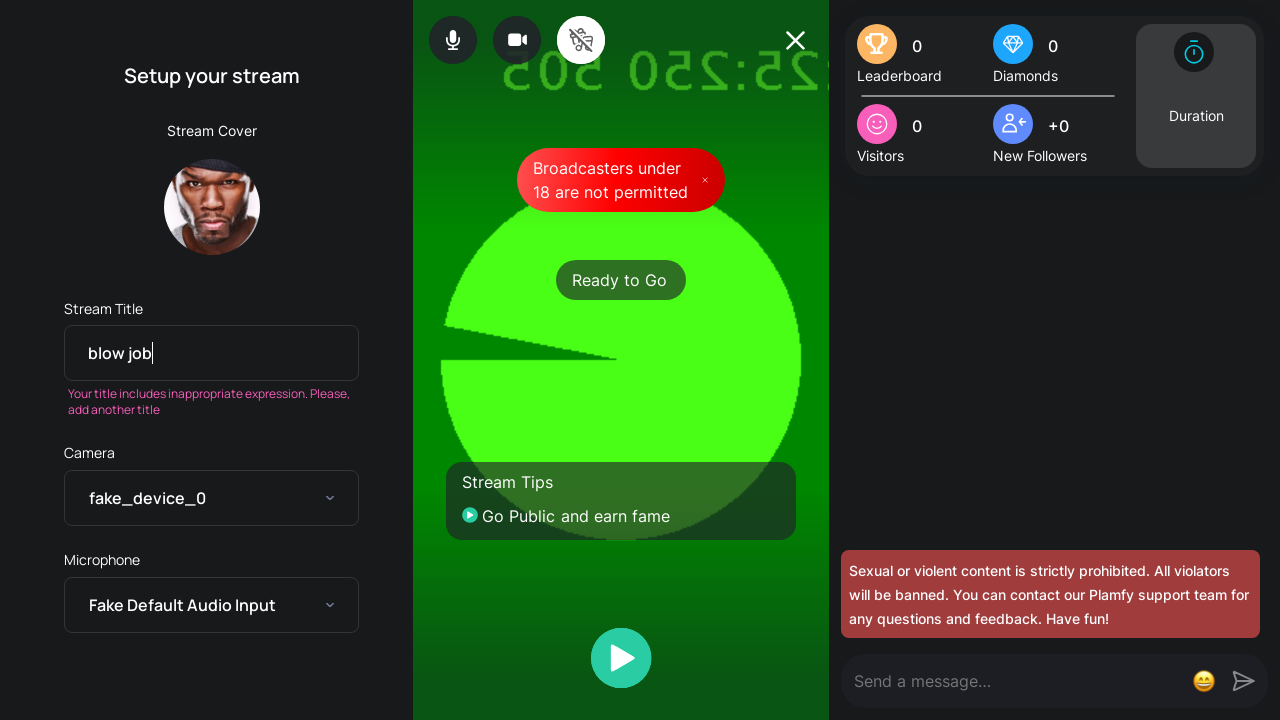 Setup your stream
Stream Cover
Stream Title
blow job
Your title includes inappropriate expression. Please,
add another title
Camera
fake_device_0
Microphone
Fake Default Audio Input
:25:250 505
Broadcasters under
18 are not permitted
Ready to Go
Stream Tips
Go Public and earn fame
0
Leaderboard
0
Diamonds
0
Visitors
+0
New Followers
Duration
Sexual or violent content is strictly prohibited. All violators
will be banned. You can contact our Plamfy support team for
any questions and feedback. Have fun!
Send a message...